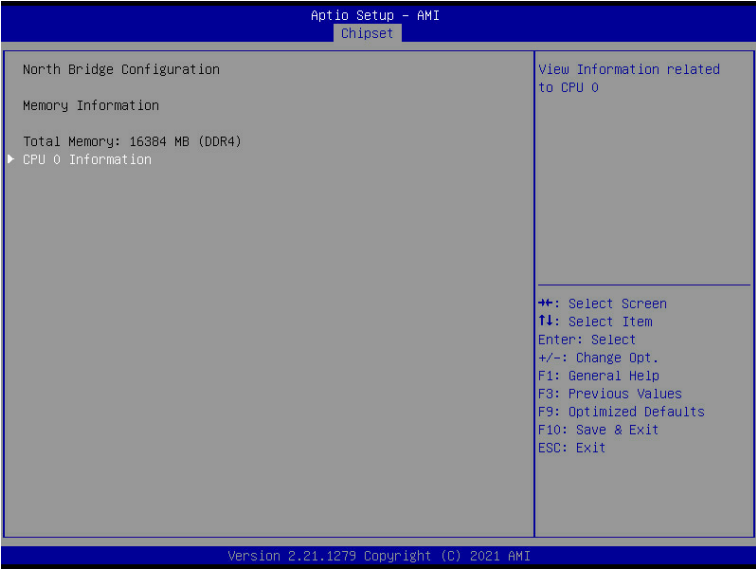 Aptio Setup – AMI
Chipset
North Bridge Configuration
Memory Information
Total Memory: 16384 MB (DDR4)
CPU 0 Information
View Information related
to CPU 0
→←: Select Screen
↑↓: Select Item
Enter: Select
+/-: Change Opt.
F1: General Help
F3: Previous Values
F9: Optimized Defaults
F10: Save & Exit
ESC: Exit
Version 2.21.1279 Copyright (C) 2021 AMI